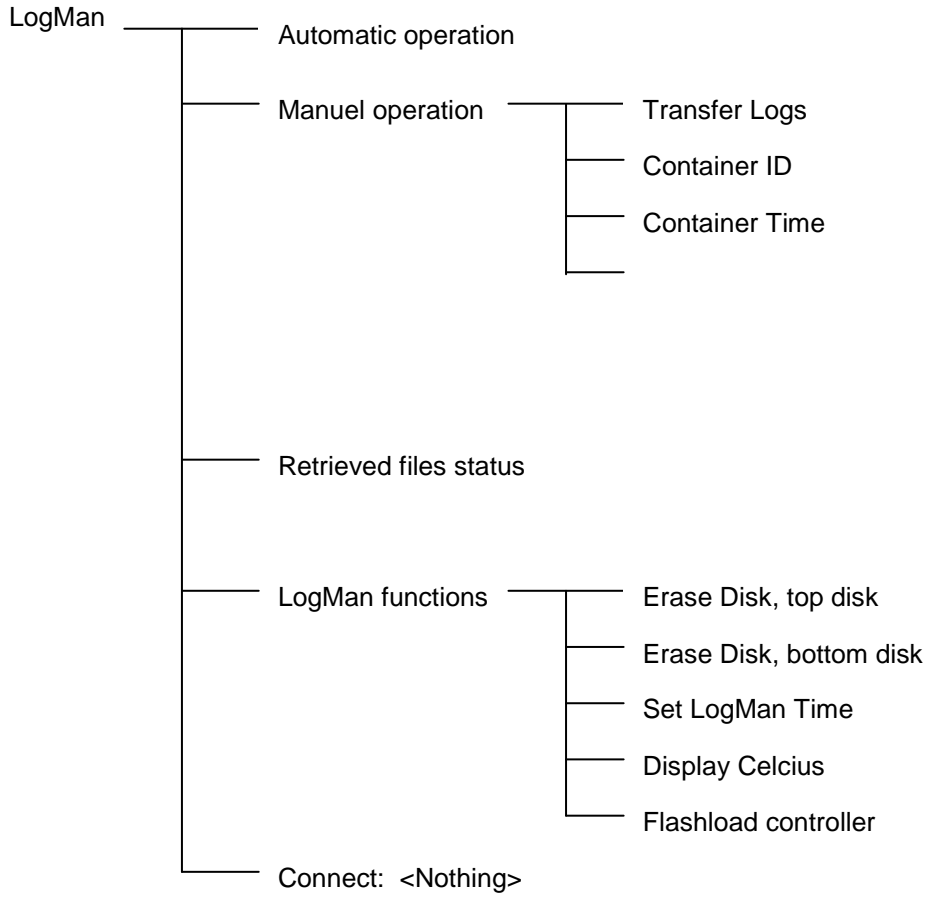 LogMan
Automatic operation
Manuel operation
Transfer Logs
Container ID
Container Time
Retrieved files status
LogMan functions
Erase Disk, top disk
Erase Disk, bottom disk
Set LogMan Time
Display Celcius
Flashload controller
Connect: <Nothing>